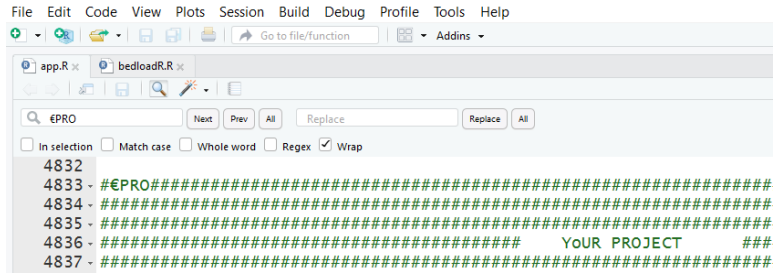 File Edit Code View Plots Session Build Debug Profile Tools Help
Go to file/function Addins
app.R bedloadR.R
€PRO Next Prev All Replace Replace All
In selection Match case Whole word Regex Wrap
4832
4833 #€PRO##############################################################
4834 ###################################################################
4835 ###################################################################
4836 ##########################################    YoUR PROJECT      ###
4837 ###################################################################